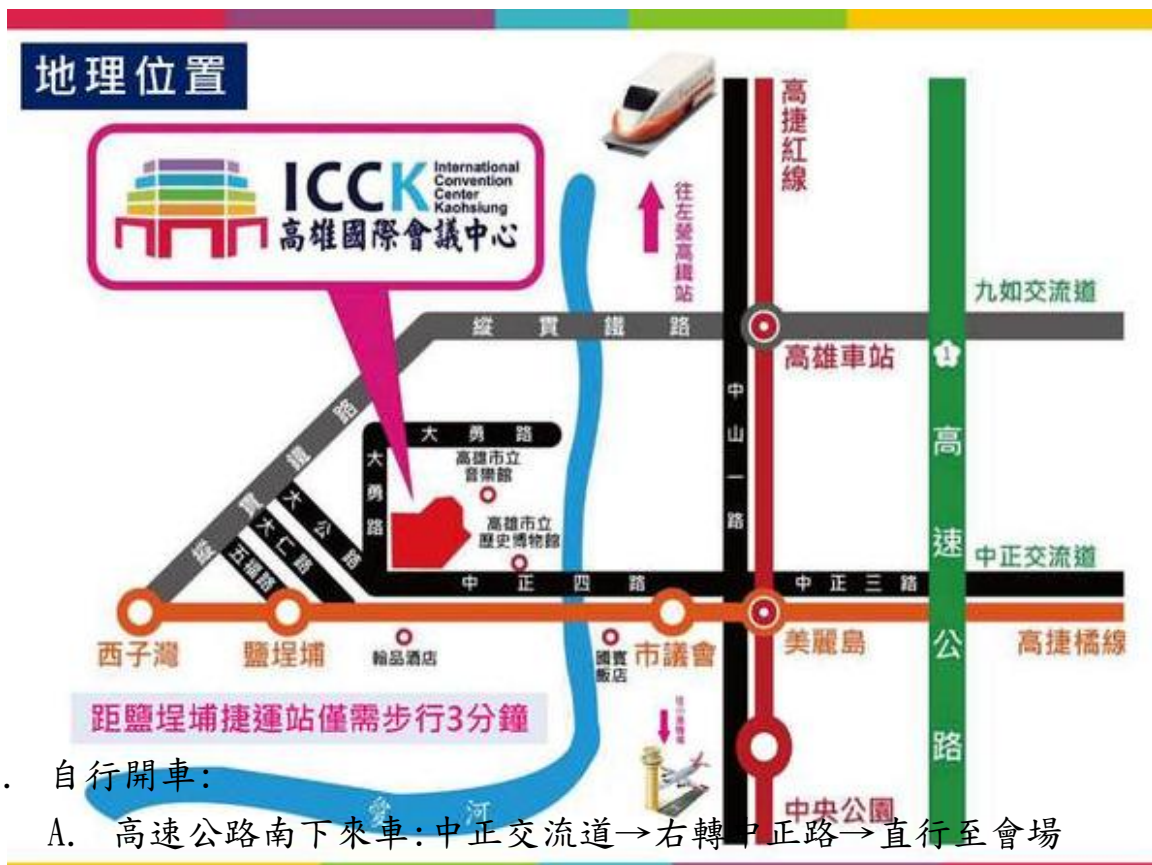 地理位置
ICCK
International
Convention
Center
Kaohsiung
高雄國際會議中心
往左營高鐵站
高捷紅線
九如交流道
縱貫鐵路
高雄車站
1
高速公路
中山一路
縱貫鐵路
大勇路
大勇路
高雄市立
音樂館
高雄市立
歷史博物館
大公路
大仁路
五福路
中正四路
中正三路
中正交流道
西子灣
鹽埕埔
翰品酒店
國賓
飯店
市議會
美麗島
高捷橘線
距鹽埕埔捷運站僅需步行3分鐘
愛河
中央公園
. 自行開車:
A. 高速公路南下來車:中正交流道→右轉中正路→直行至會場